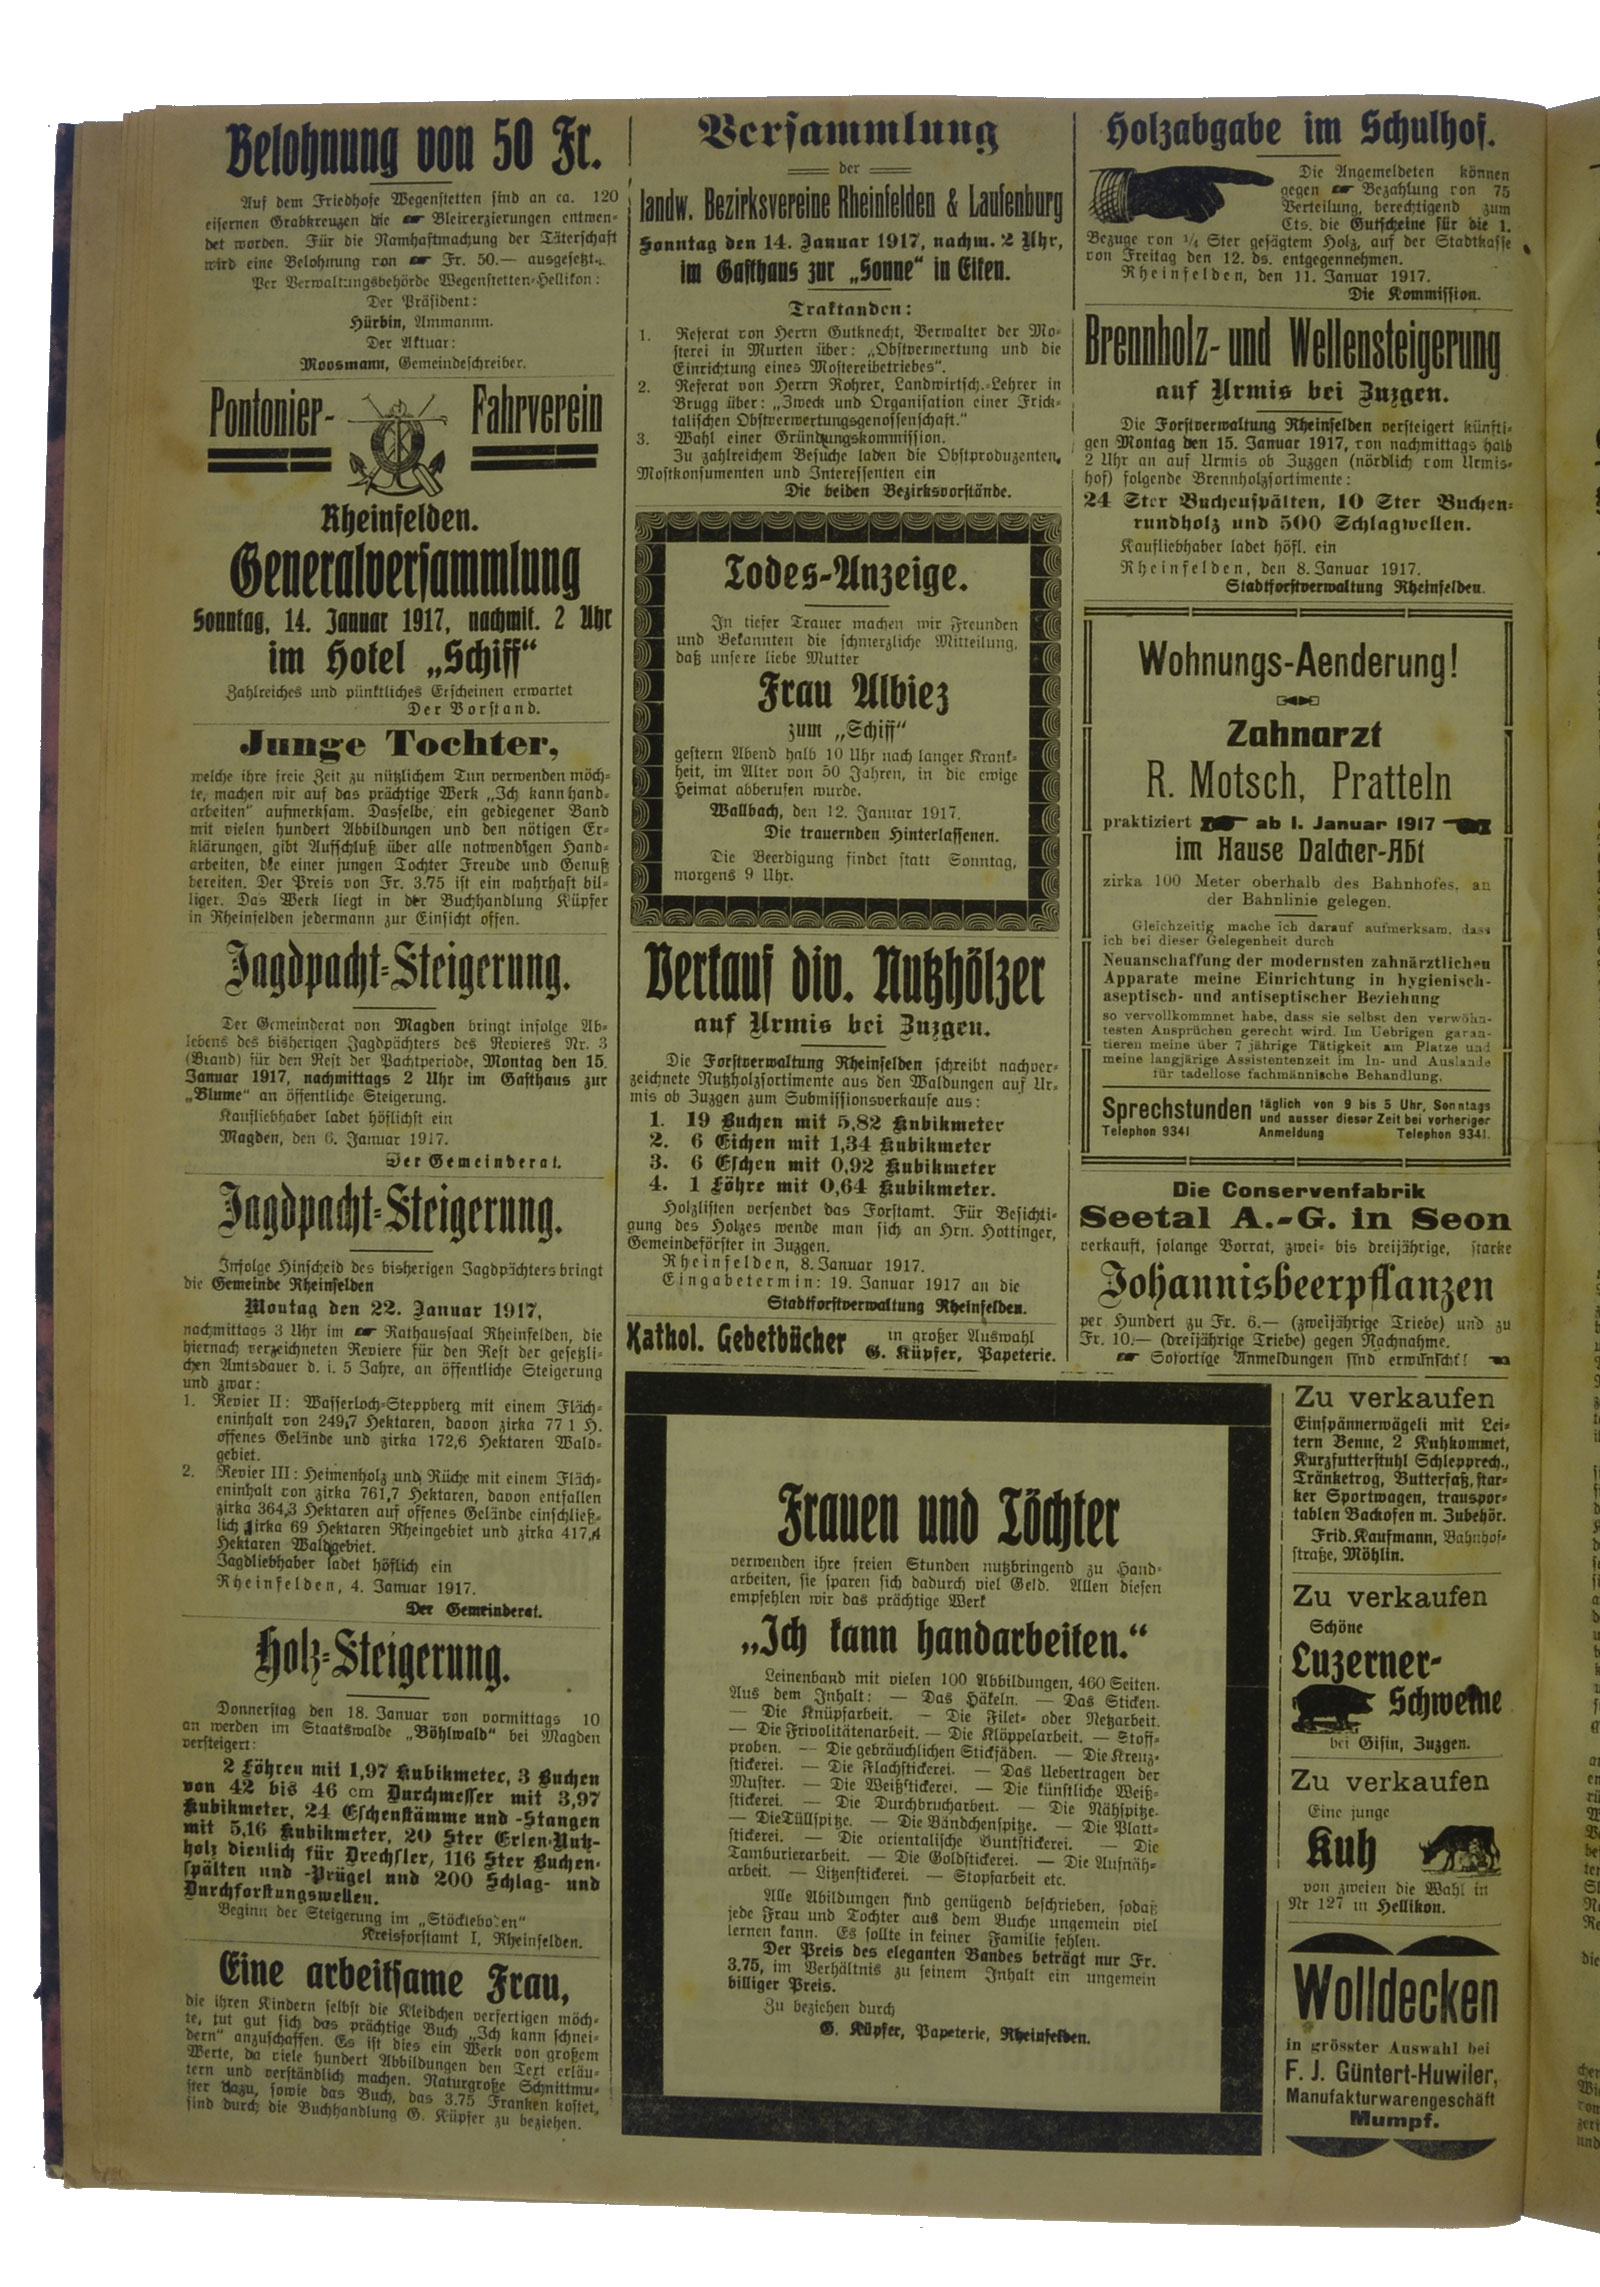 Belohnung von 50 Fr.
Auf dem Friedhofe Wegenstetten sind an ca. 120
eisernen Grabkreuzen die Bleiverzierungen entwen-
det worden. Für die Namhaftmachung der Täterschaft
wird eine Belohnung von Fr. 50.— ausgesetzt.
Per Verwaltungsbehörde Wegenstetten-Hellikon:
Der Präsident:
Hürbin, Ammann.
Der Aktuar:
Moosmann, Gemeindeschreiber.
Pontonier-Fahrverein
Rheinfelden.
Generalversammlung
Sonntag, 14. Januar 1917, nachmit. 2 Uhr
im Hotel „Schiff“
Zahlreiches und pünktliches Erscheinen erwartet
Der Vorstand.
Junge Tochter,
welche ihre freie Zeit zu nützlichem Tun verwenden möch-
te, machen wir auf das prächtige Werk „Ich kann hand-
arbeiten“ aufmerksam. Dasselbe, ein gediegener Band
mit vielen hundert Abbildungen und den nötigen Er-
klärungen, gibt Aufschluß über alle notwendigen Hand-
arbeiten, die einer jungen Tochter Freude und Genuß
bereiten. Der Preis von Fr. 3.75 ist ein wahrhaft bil-
liger. Das Werk liegt in der Buchhandlung Küpfer
in Rheinfelden jedermann zur Einsicht offen.
Jagdpacht-Steigerung.
Der Gemeinderat von Magden bringt infolge Ab-
lebens des bisherigen Jagdpächters des Revieres Nr. 3
(Brand) für den Rest der Pachtperiode, Montag den 15.
Januar 1917, nachmittags 2 Uhr im Gasthaus zur
„Blume“ an öffentliche Steigerung.
Kaufliebhaber ladet höflichst ein
Magden, den 6. Januar 1917.
Der Gemeinderat.
Jagdpacht-Steigerung.
Infolge Hinscheid des bisherigen Jagdpächters bringt
die Gemeinde Rheinfelden
Montag den 22. Januar 1917,
nachmittags 3 Uhr im Rathaussaal Rheinfelden, die
hiernach verzeichneten Reviere für den Rest der gesetzli-
chen Amtsdauer d. i. 5 Jahre, an öffentliche Steigerung
und zwar:
1. Revier II: Wasserloch-Steppberg mit einem Fläch-
eninhalt von 249,7 Hektaren, davon zirka 77 1 H.
offenes Gelände und zirka 172,6 Hektaren Wald-
gebiet.
2. Revier III: Heimenholz und Rüche mit einem Fläch-
eninhalt von zirka 761,7 Hektaren, davon entfallen
zirka 364,3 Hektaren auf offenes Gelände einschließ-
lich zirka 69 Hektaren Rheingebiet und zirka 417,4
Hektaren Waldgebiet.
Jagdliebhaber ladet höflich ein
Rheinfelden, 4. Januar 1917.
Der Gemeinderat.
Holz-Steigerung.
Donnerstag den 18. Januar von vormittags 10
an werden im Staatswalde „Böhlwald“ bei Magden
versteigert:
2 Föhren mit 1,97 Kubikmeter, 3 Buchen
von 42 bis 46 cm Durchmesser mit 3,97
Kubikmeter, 24 Eschenstämme und -Stangen
mit 5,16 Kubikmeter, 20 Ster Erlen-Nutz-
holz dienlich für Drechsler, 116 Ster Buchen-
spälten und -Prügel und 200 Schlag- und
Durchforstungswellen.
Beginn der Steigerung im „Stöckleboden“
Kreisforstamt I, Rheinfelden.
Eine arbeitsame Frau,
die ihren Kindern selbst die Kleidchen verfertigen möch-
te, tut gut sich das prächtige Buch „Ich kann schnei-
dern“ anzuschaffen. Es ist dies ein Werk von großem
Werte, da viele hundert Abbildungen den Text erläu-
tern und verständlich machen. Naturgroße Schnittmu-
ster dazu, sowie das Buch, das 3.75 Franken kostet,
sind durch die Buchhandlung G. Küpfer zu beziehen.
Versammlung
der
landw. Bezirksvereine Rheinfelden & Laufenburg
Sonntag den 14. Januar 1917, nachm. 2 Uhr,
im Gasthaus zur „Sonne“ in Eiken.
Traktanden:
1. Referat von Herrn Gutknecht, Verwalter der Mo-
sterei in Murten über: „Obstverwertung und die
Einrichtung eines Mostereibetriebes“.
2. Referat von Herrn Rohrer, Landwirtsch.-Lehrer in
Brugg über: „Zweck und Organisation einer Frick-
talischen Obstverwertungsgenossenschaft.“
3. Wahl einer Gründungskommission.
Zu zahlreichem Besuche laden die Obstproduzenten,
Mostkonsumenten und Interessenten ein
Die beiden Bezirksvorstände.
Todes-Anzeige.
In tiefer Trauer machen wir Freunden
und Bekannten die schmerzliche Mitteilung,
daß unsere liebe Mutter
Frau Albiez
zum „Schiff“
gestern Abend halb 10 Uhr nach langer Krank-
heit, im Alter von 50 Jahren, in die ewige
Heimat abberufen wurde.
Wallbach, den 12. Januar 1917.
Die trauernden Hinterlassenen.
Die Beerdigung findet statt Sonntag,
morgens 9 Uhr.
Verkauf div. Nutzhölzer
auf Urmis bei Zuzgen.
Die Forstverwaltung Rheinfelden schreibt nachver-
zeichnete Nutzholzsortimente aus den Waldungen auf Ur-
mis ob Zuzgen zum Submissionsverkaufe aus:
1. 19 Buchen mit 5,82 Kubikmeter
2. 6 Eichen mit 1,34 Kubikmeter
3. 6 Eschen mit 0,92 Kubikmeter
4. 1 Föhre mit 0,64 Kubikmeter.
Holzlisten versendet das Forstamt. Für Besichti-
gung des Holzes wende man sich an Hrn. Hottinger,
Gemeindeförster in Zuzgen.
Rheinfelden, 8. Januar 1917.
Eingabetermin: 19. Januar 1917 an die
Stadtforstverwaltung Rheinfelden.
Kathol. Gebetbücher in großer Auswahl
G. Küpfer, Papeterie.
Frauen und Töchter
verwenden ihre freien Stunden nutzbringend zu Hand-
arbeiten, sie sparen sich dadurch viel Geld. Allen diesen
empfehlen wir das prächtige Werk
„Ich kann handarbeiten.“
Leinenband mit vielen 100 Abbildungen, 460 Seiten.
Aus dem Inhalt: — Das Häkeln. — Das Sticken.
— Die Knüpfarbeit. — Die Filet- oder Netzarbeit.
— Die Frivolitätenarbeit. — Die Klöppelarbeit. — Stoff-
proben. — Die gebräuchlichen Stickfäden. — Die Kreuz-
stickerei. — Die Flachstickerei. — Das Uebertragen der
Muster. — Die Weißstickerei. — Die künstliche Weiß-
stickerei. — Die Durchbrucharbeit. — Die Nähspitze.
— Die Tüllspitze. — Die Bändchenspitze. — Die Platt-
stickerei. — Die orientalische Buntstickerei. — Die
Tamburierarbeit. — Die Goldstickerei. — Die Aufnäh-
arbeit. — Litzenstickerei. — Stopfarbeit etc.
Alle Abildungen sind genügend beschrieben, sodaß
jede Frau und Tochter aus dem Buche ungemein viel
lernen kann. Es sollte in keiner Familie fehlen.
Der Preis des eleganten Bandes beträgt nur Fr.
3.75, im Verhältnis zu seinem Inhalt ein ungemein
billiger Preis.
Zu beziehen durch
G. Küpfer, Papeterie, Rheinfelden.
Holzabgabe im Schulhof.
Die Angemeldeten können
gegen Bezahlung von 75
Verteilung, berechtigend zum
Cts. die Gutscheine für die 1.
Bezuge von 1/4 Ster gesägtem Holz, auf der Stadtkasse
von Freitag den 12. ds. entgegennehmen.
Rheinfelden, den 11. Januar 1917.
Die Kommission.
Brennholz- und Wellensteigerung
auf Urmis bei Zuzgen.
Die Forstverwaltung Rheinfelden versteigert künfti-
gen Montag den 15. Januar 1917, von nachmittags halb
2 Uhr an auf Urmis ob Zuzgen (nördlich vom Urmis-
hof) folgende Brennholzsortimente:
24 Ster Buchenspälten, 10 Ster Buchen-
rundholz und 500 Schlagwellen.
Kaufliebhaber ladet höfl. ein
Rheinfelden, den 8. Januar 1917.
Stadtforstverwaltung Rheinfelden.
Wohnungs-Aenderung!
Zahnarzt
R. Motsch, Pratteln
praktiziert ab 1. Januar 1917
im Hause Dalcher-Abt
zirka 100 Meter oberhalb des Bahnhofes, an
der Bahnlinie gelegen.
Gleichzeitig mache ich darauf aufmerksam, dass
ich bei dieser Gelegenheit durch
Neuanschaffung der modernsten zahnärztlichen
Apparate meine Einrichtung in hygienisch-
aseptisch- und antiseptischer Beziehung
so vervollkommnet habe, dass sie selbst den verwöhn-
testen Ansprüchen gerecht wird. Im Uebrigen garan-
tieren meine über 7 jährige Tätigkeit am Platze und
meine langjärige Assistentenzeit im In- und Auslande
für tadellose fachmännische Behandlung.
Sprechstunden täglich von 9 bis 5 Uhr, Sonntags
und ausser dieser Zeit bei vorheriger
Telephon 9341 Anmeldung Telephon 9341.
Die Conservenfabrik
Seetal A.-G. in Seon
verkauft, solange Vorrat, zwei- bis dreijährige, starke
Johannisbeerpflanzen
per Hundert zu Fr. 6.— (zweijährige Triebe) und zu
Fr. 10.— (dreijährige Triebe) gegen Nachnahme.
Sofortige Anmeldungen sind erwünscht!
Zu verkaufen
Einspännerwägeli mit Lei-
tern Benne, 2 Kuhkommet,
Kurzfutterstuhl Schlepprech.,
Tränketrog, Butterfaß, star-
ker Sportwagen, transpor-
tablen Backofen m. Zubehör.
Frid. Kaufmann, Bahnhof-
straße, Möhlin.
Zu verkaufen
Schöne
Luzerner-
Schweine
bei Gisin, Zuzgen.
Zu verkaufen
Eine junge
Kuh
von zweien die Wahl in
Nr 127 in Hellikon.
Wolldecken
in grösster Auswahl bei
F. J. Güntert-Huwiler,
Manufakturwarengeschäft
Mumpf.